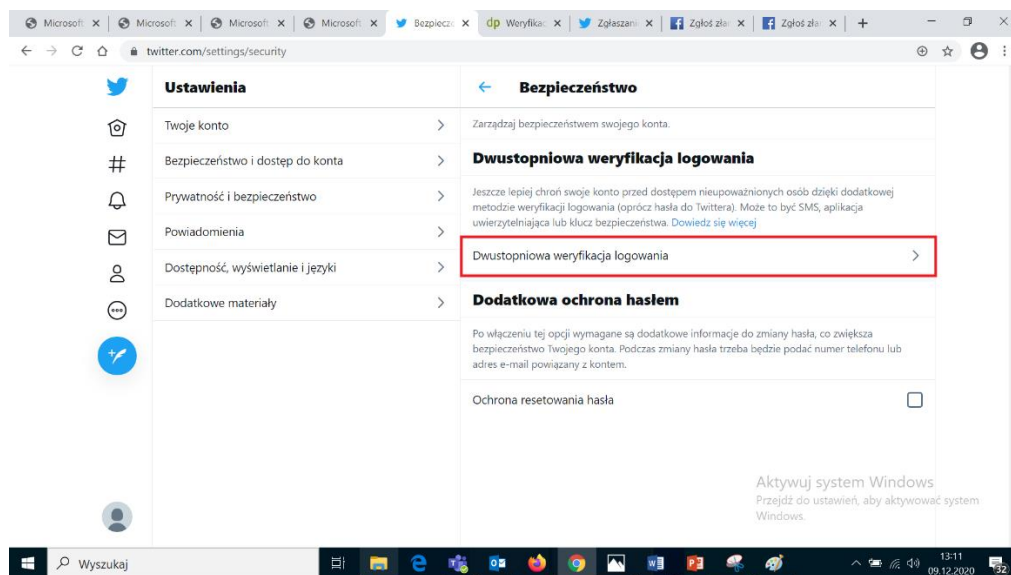 Microsoft
Microsoft
Microsoft
Microsoft
Bezpiecze
dp Weryfikac
Zgłaszani
Zgłoś zła
Zgłoś zła
twitter.com/settings/security
Ustawienia
Twoje konto
Bezpieczeństwo i dostęp do konta
Prywatność i bezpieczeństwo
Powiadomienia
Dostępność, wyświetlanie i języki
Dodatkowe materiały
Bezpieczeństwo
Zarządzaj bezpieczeństwem swojego konta.
Dwustopniowa weryfikacja logowania
Jeszcze lepiej chroń swoje konto przed dostępem nieupoważnionych osób dzięki dodatkowej
metodzie weryfikacji logowania (oprócz hasła do Twittera). Może to być SMS, aplikacja
uwierzytelniająca lub klucz bezpieczeństwa. Dowiedz się więcej
Dwustopniowa weryfikacja logowania
Dodatkowa ochrona hasłem
Po włączeniu tej opcji wymagane są dodatkowe informacje do zmiany hasła, co zwiększa
bezpieczeństwo Twojego konta. Podczas zmiany hasła trzeba będzie podać numer telefonu lub
adres e-mail powiązany z kontem.
Ochrona resetowania hasła
Aktywuj system Windows
Przejdź do ustawień, aby aktywować system
Windows.
Wyszukaj
13:11
09.12.2020
32